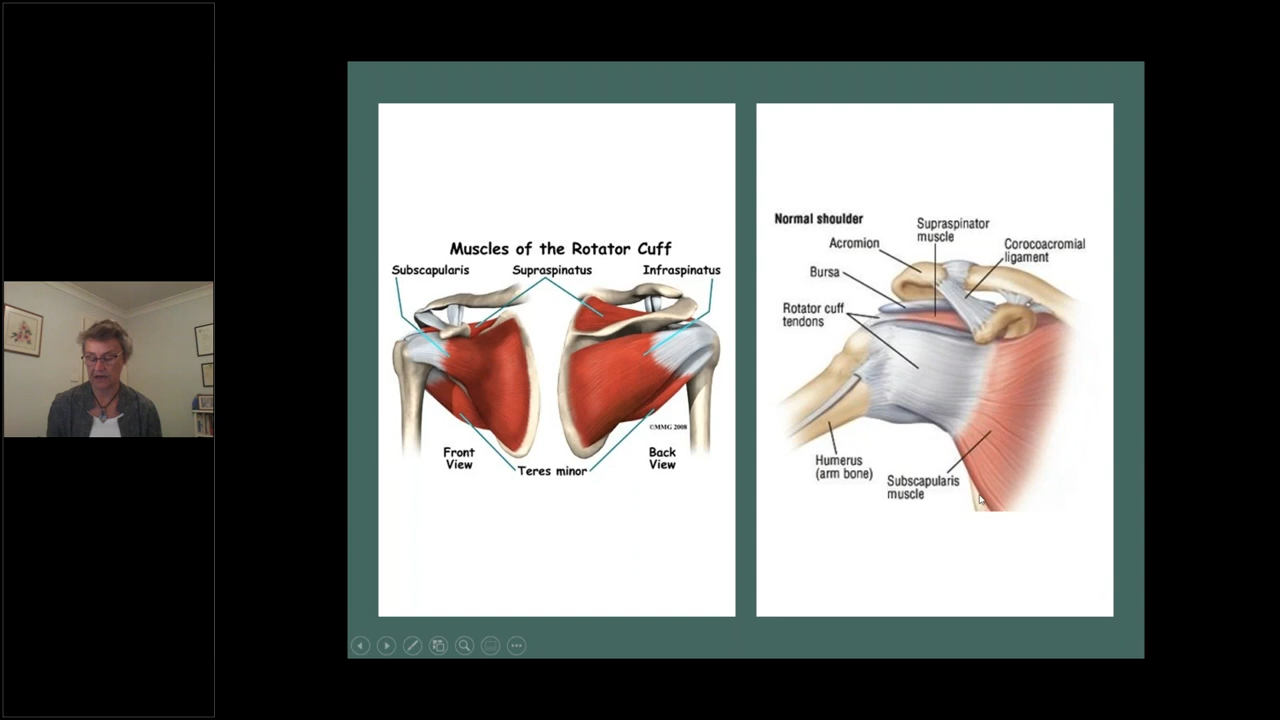 Muscles of the Rotator Cuff
Subscapularis
Supraspinatus
Infraspinatus
©MMG 2008
Front
View
Back
View
Teres minor
Normal shoulder
Supraspinator
muscle
Acromion
Corocoacromial
ligament
Bursa
Rotator cuff
tendons
Humerus
(arm bone)
Subscapularis
muscle